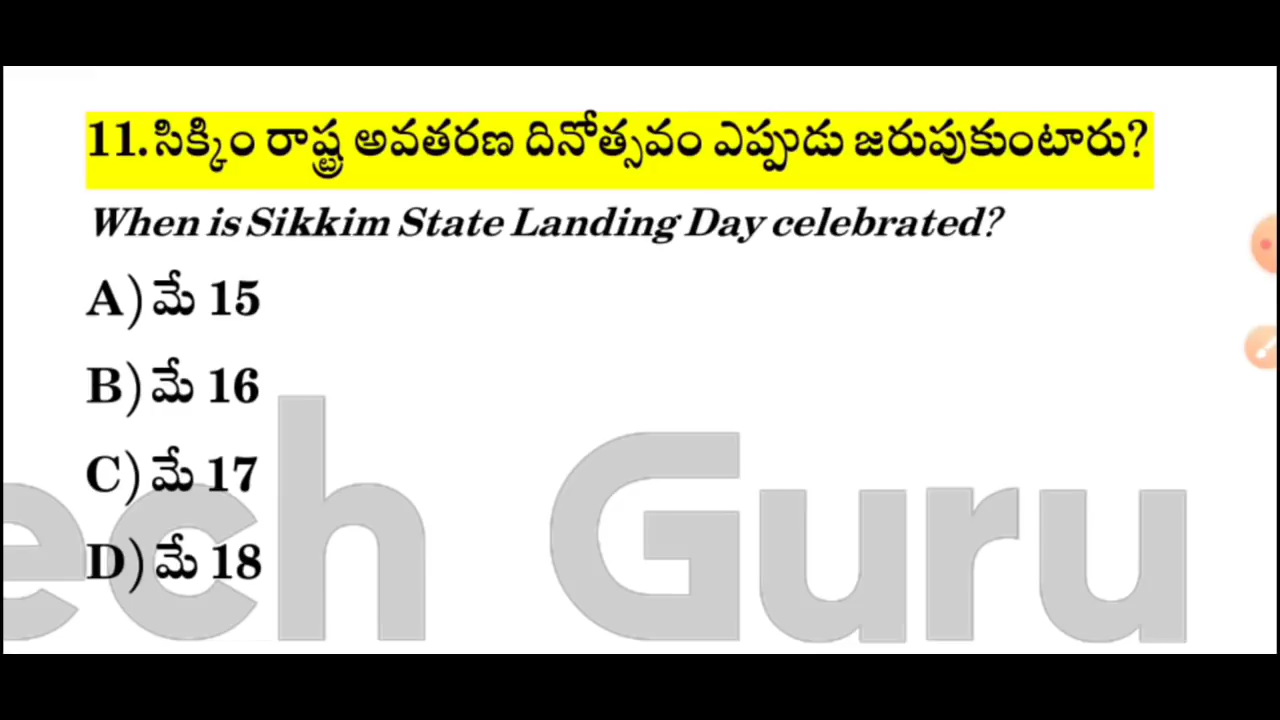 11.సిక్కిం రాష్ట్ర అవతరణ దినోత్సవం ఎప్పుడు జరుపుకుంటారు?
When is Sikkim State Landing Day celebrated?
A) మే 15
B) మే 16
C) మే 17
D) మే 18
ech Guru